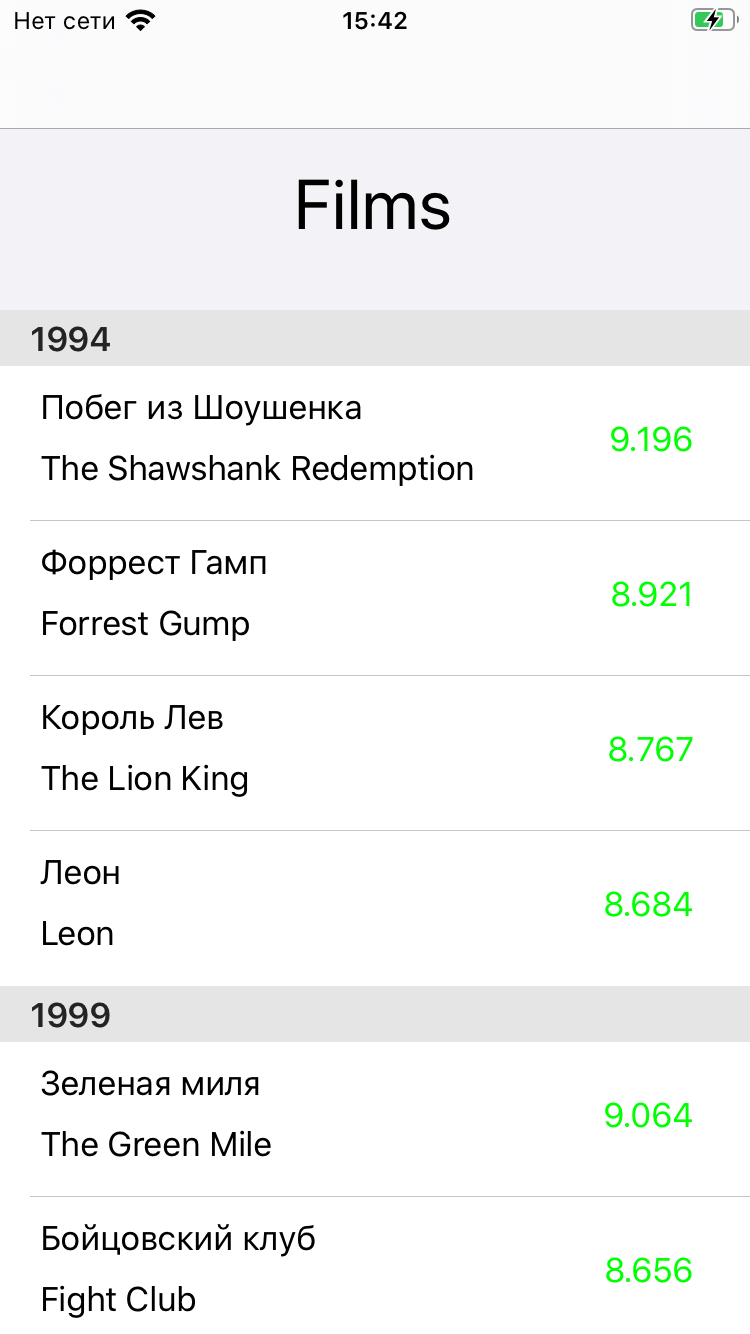 Нет сети 15:42
Films
1994
Побег из Шоушенка
The Shawshank Redemption
9.196
Форрест Гамп
Forrest Gump
8.921
Король Лев
The Lion King
8.767
Леон
Leon
8.684
1999
Зеленая миля
The Green Mile
9.064
Бойцовский клуб
Fight Club
8.656